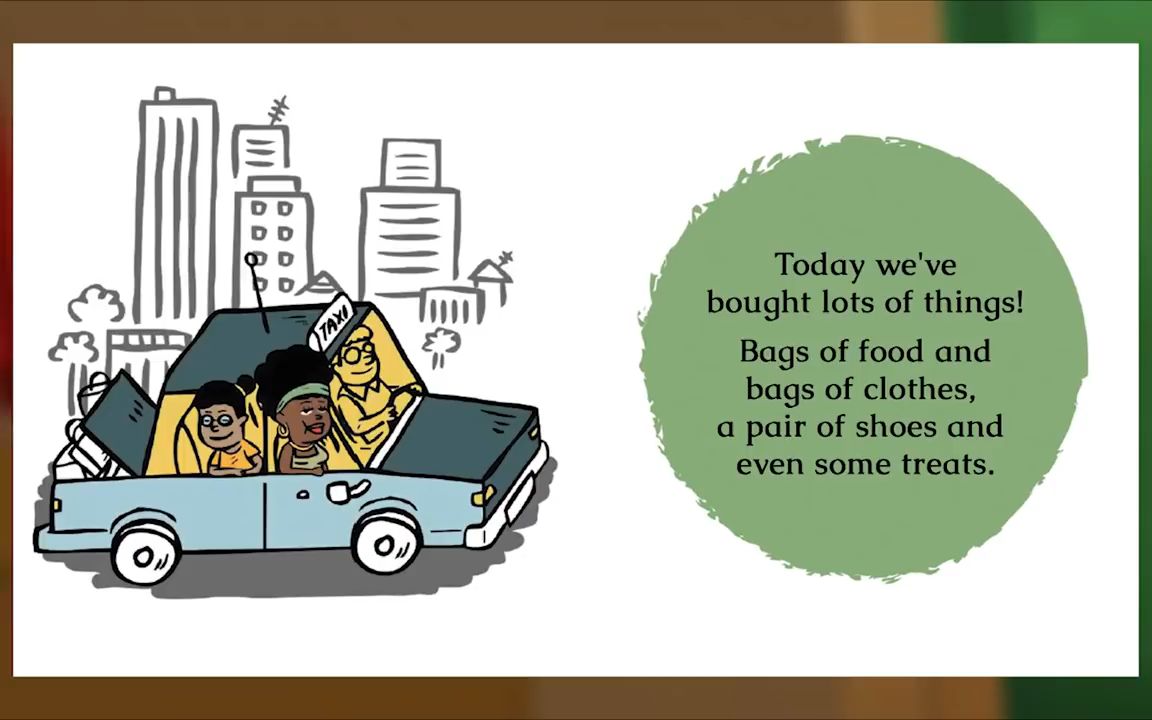 TAXI
Today we've
bought lots of things!
Bags of food and
bags of clothes,
a pair of shoes and
even some treats.